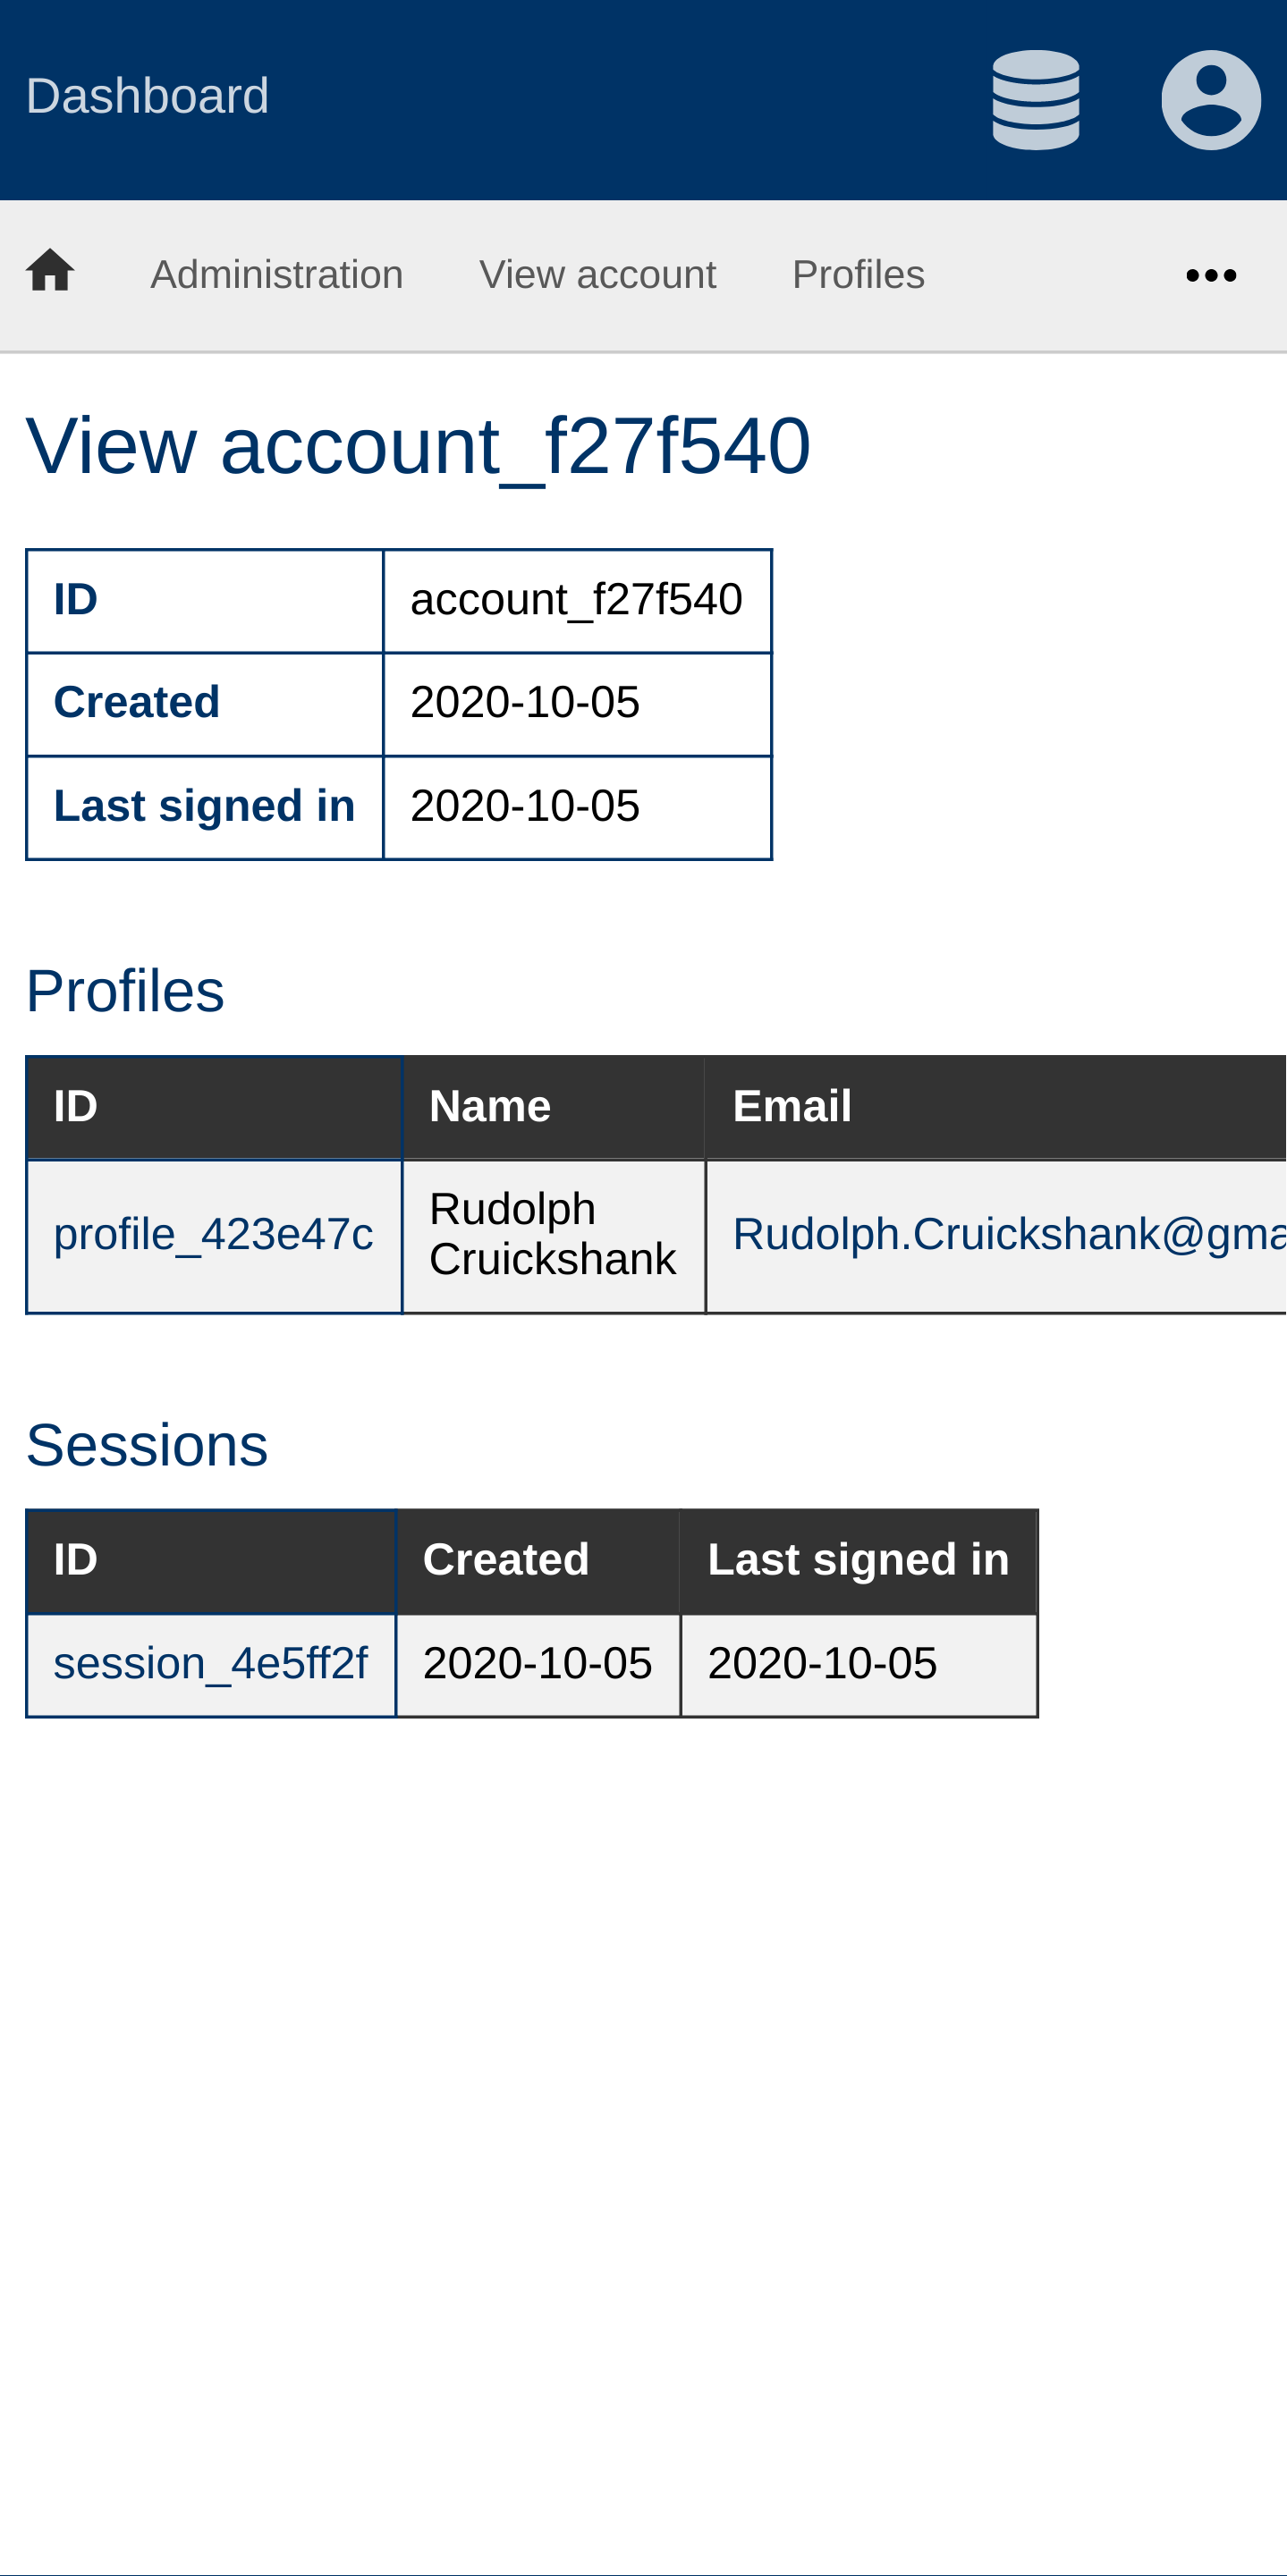 Dashboard
Administration View account Profiles
View account_f27f540
ID account_f27f540
Created 2020-10-05
Last signed in 2020-10-05
Profiles
ID Name Email
profile_423e47c Rudolph Cruickshank Rudolph.Cruickshank@gma
Sessions
ID Created Last signed in
session_4e5ff2f 2020-10-05 2020-10-05